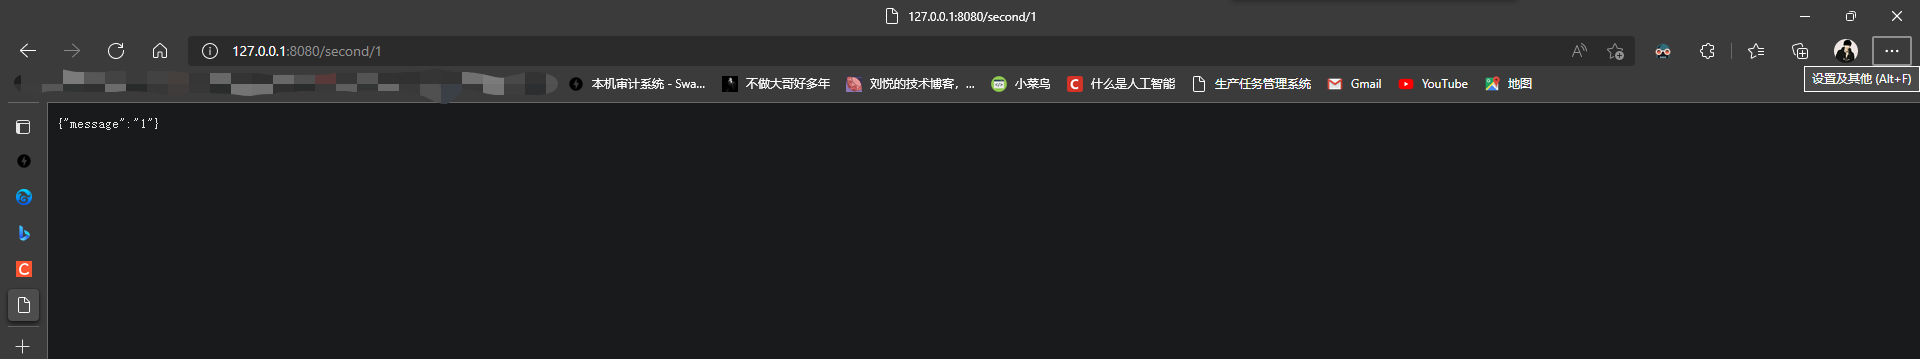 127.0.0.1:8080/second/1
127.0.0.1:8080/second/1
设置及其他 (Alt+F)
本机审计系统 - Swa... 不做大哥好多年 刘悦的技术博客，... 小菜鸟 什么是人工智能 生产任务管理系统 Gmail YouTube 地图
{"message":"1"}